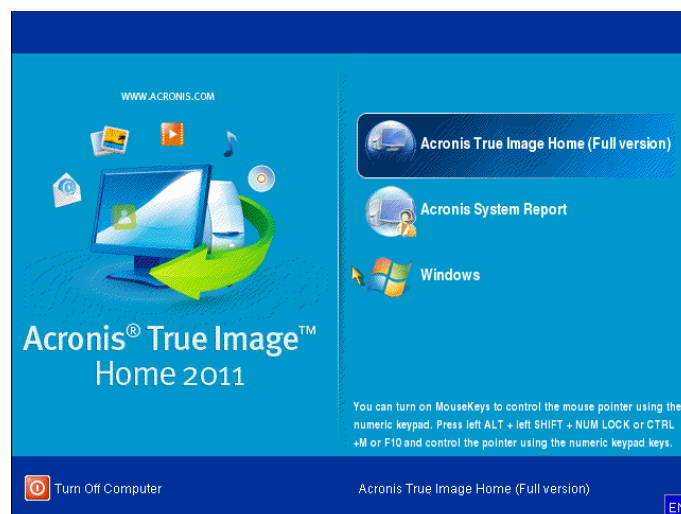 WWW.ACRONIS.COM
Acronis® True Image™
Home 2011
Acronis True Image Home (Full version)
Acronis System Report
Windows
You can turn on MouseKeys to control the mouse pointer using the
numeric keypad. Press left ALT + left SHIFT + NUM LOCK or CTRL
+M or F10 and control the pointer using the numeric keypad keys.
Turn Off Computer
Acronis True Image Home (Full version)
EN